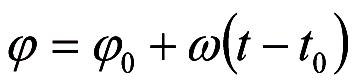 φ = φ₀ + ω(t − t₀)